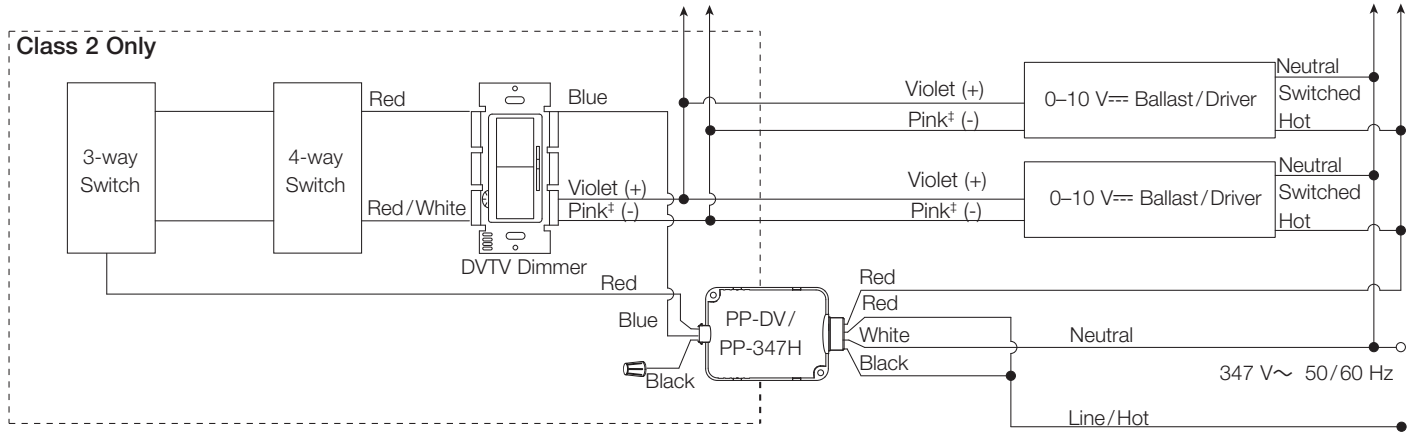 Class 2 Only
3-way
Switch
4-way
Switch
Red
Red/White
DVTV Dimmer
Blue
Violet (+)
Pink‡ (-)
Violet (+)
Pink‡ (-)
0–10 V⎓ Ballast/Driver
Neutral
Switched
Hot
Violet (+)
Pink‡ (-)
0–10 V⎓ Ballast/Driver
Neutral
Switched
Hot
Red
Blue
Black
PP-DV/
PP-347H
Red
Red
White
Black
Neutral
347 V~ 50/60 Hz
Line/Hot